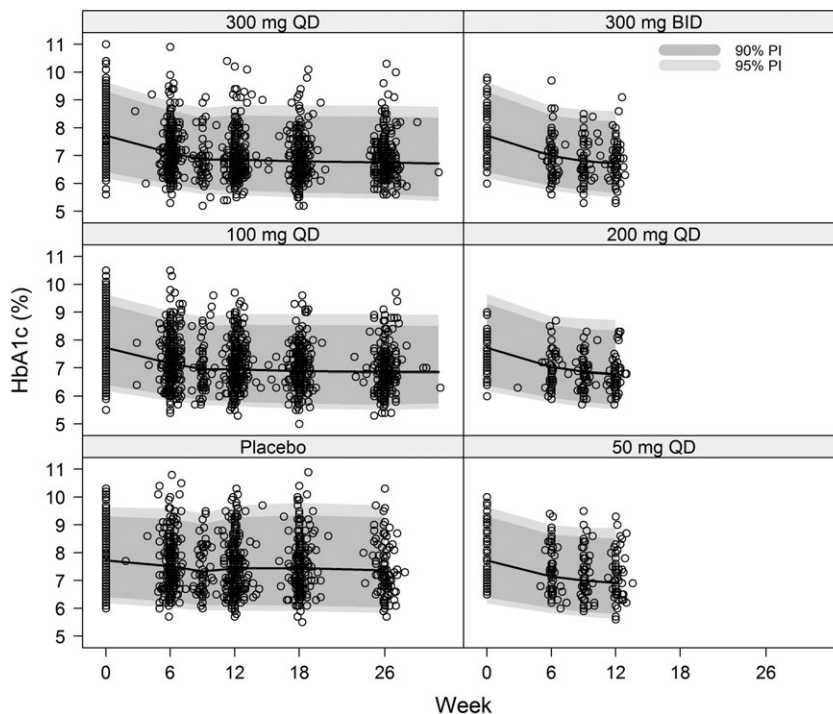 300 mg QD
300 mg BID
90% PI
95% PI
11
10
9
8
7
6
5
100 mg QD
200 mg QD
11
10
9
8
7
6
5
HbA1c (%)
Placebo
50 mg QD
11
10
9
8
7
6
5
0 6 12 18 26 0 6 12 18 26
Week